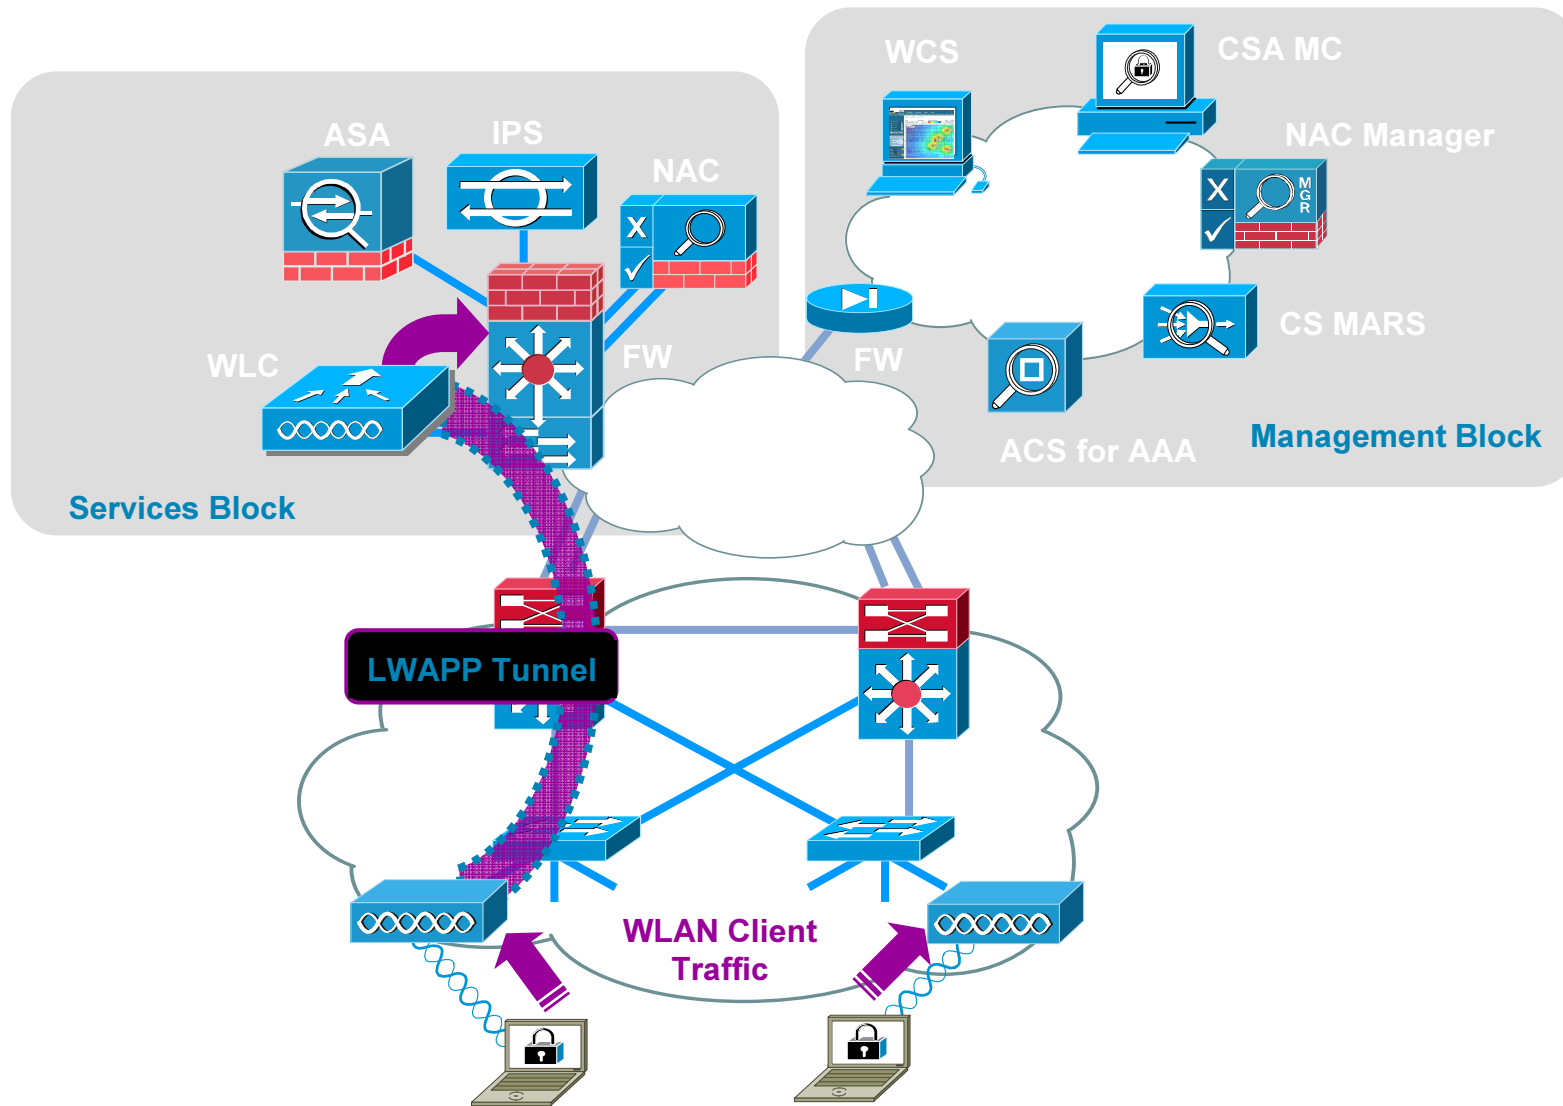 WCS
CSA MC
ASA
IPS
NAC
NAC Manager
X
X
MGR
WLC
FW
FW
CS MARS
ACS for AAA
Management Block
Services Block
LWAPP Tunnel
WLAN Client
Traffic